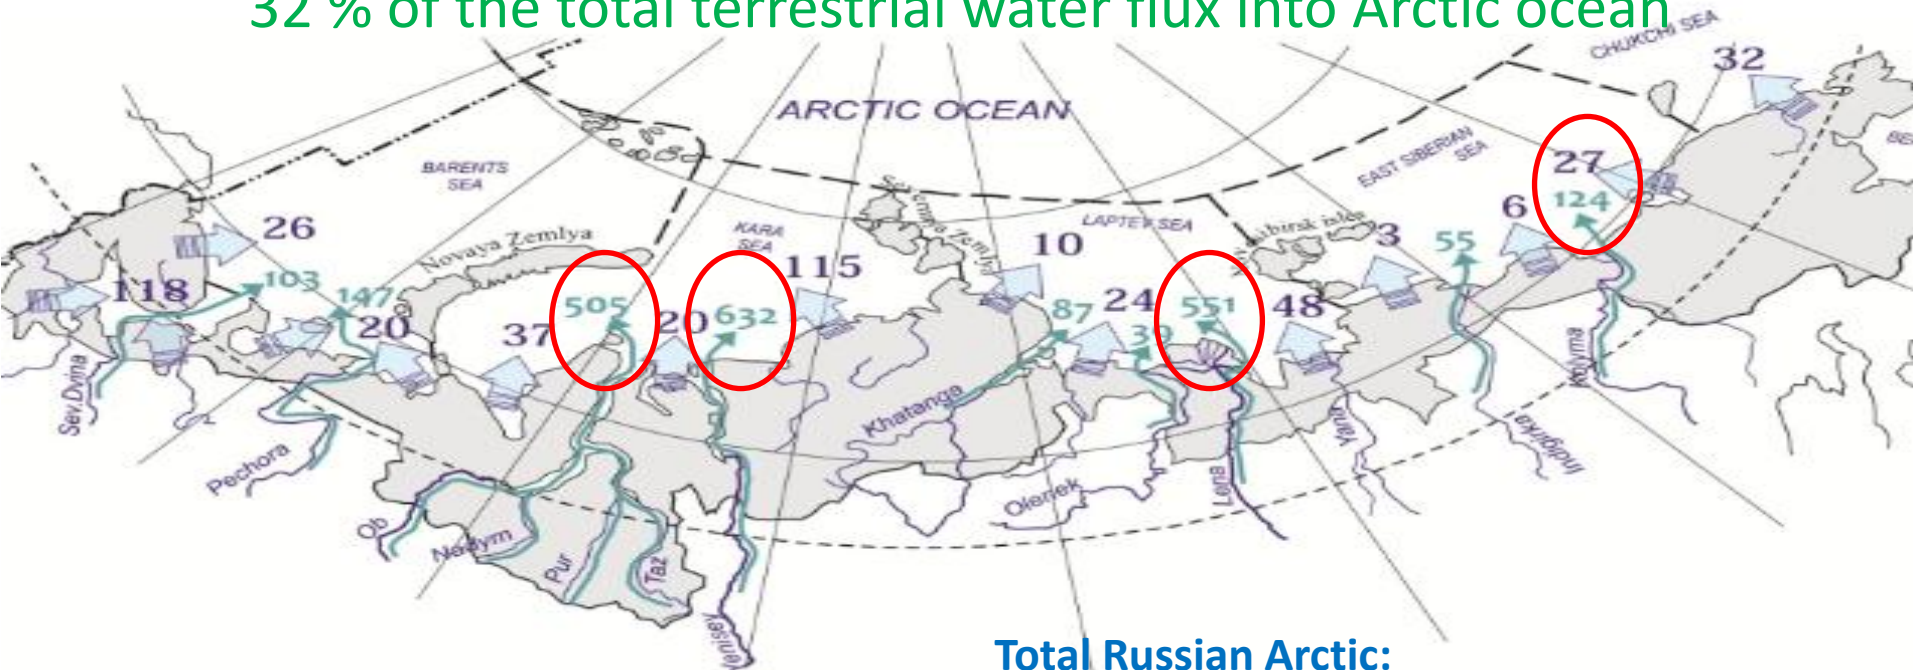 32 % of the total terrestrial water flux into Arctic ocean
CHUKCHI SEA
32
ARCTIC OCEAN
BARENTS
SEA
EAST SIBERIAN
SEA
27
124
6
26
Novaya Zemlya
KARA
SEA
LAPTEV SEA
10
3
55
115
118
103
147
20
37
505
20
632
87
24
551
48
Sev.Dvina
Pechora
Ob
Nadym
Pur
Taz
Yenisey
Khatanga
Olenek
Lena
Yana
Indigirka
Kolyma
Total Russian Arctic: